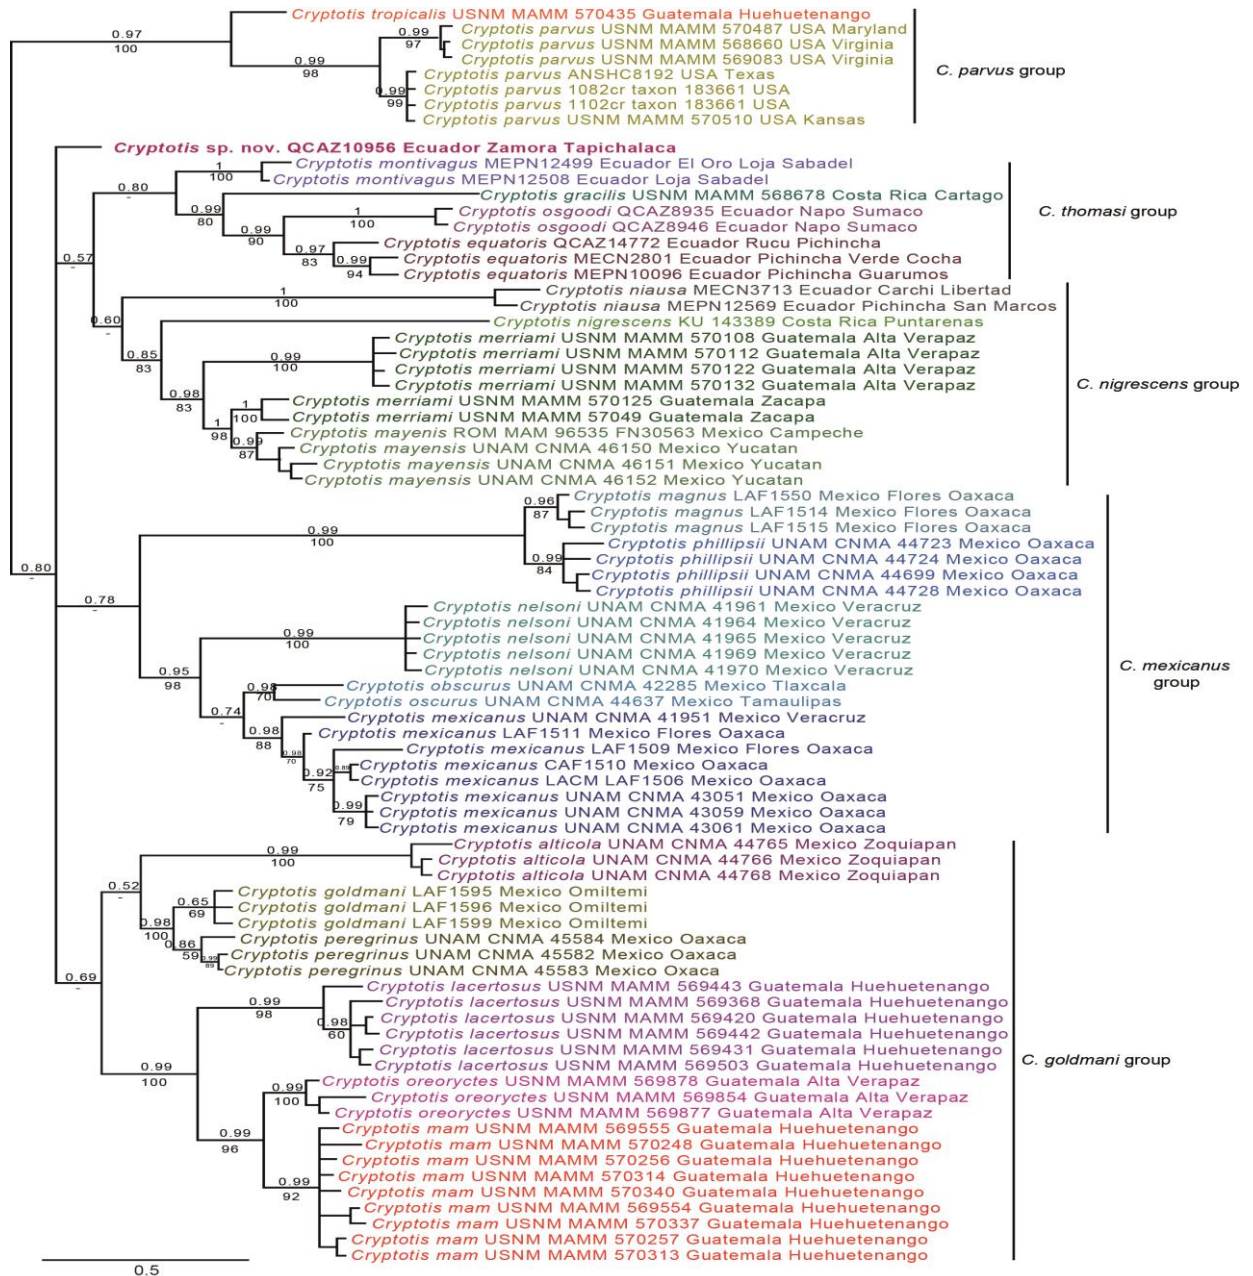 Cryptotis tropicalis USNM MAMM 570435 Guatemala Huehuetenango
0.97
100
Cryptotis parvus USNM MAMM 570487 USA Maryland
0.99
97
Cryptotis parvus USNM MAMM 568660 USA Virginia
Cryptotis parvus USNM MAMM 569083 USA Virginia
0.99
98
Cryptotis parvus ANSHC8192 USA Texas
C. parvus group
Cryptotis parvus 1082cr taxon 183661 USA
0.99
99
Cryptotis parvus 1102cr taxon 183661 USA
Cryptotis parvus USNM MAMM 570510 USA Kansas
Cryptotis sp. nov. QCAZ10956 Ecuador Zamora Tapichalaca
Cryptotis montivagus MEPN12499 Ecuador El Oro Loja Sabadel
1
100
Cryptotis montivagus MEPN12508 Ecuador Loja Sabadel
0.80
-
Cryptotis gracilis USNM MAMM 568678 Costa Rica Cartago
0.99
80
Cryptotis osgoodi QCAZ8935 Ecuador Napo Sumaco
1
100
C. thomasi group
Cryptotis osgoodi QCAZ8946 Ecuador Napo Sumaco
0.99
90
Cryptotis equatoris QCAZ14772 Ecuador Rucu Pichincha
0.97
83
Cryptotis equatoris MECN2801 Ecuador Pichincha Verde Cocha
0.99
94
Cryptotis equatoris MEPN10096 Ecuador Pichincha Guarumos
0.57
-
Cryptotis niausa MECN3713 Ecuador Carchi Libertad
1
100
Cryptotis niausa MEPN12569 Ecuador Pichincha San Marcos
0.60
-
Cryptotis nigrescens KU 143389 Costa Rica Puntarenas
Cryptotis merriami USNM MAMM 570108 Guatemala Alta Verapaz
0.85
83
Cryptotis merriami USNM MAMM 570112 Guatemala Alta Verapaz
0.99
100
Cryptotis merriami USNM MAMM 570122 Guatemala Alta Verapaz
Cryptotis merriami USNM MAMM 570132 Guatemala Alta Verapaz
C. nigrescens group
0.98
83
Cryptotis merriami USNM MAMM 570125 Guatemala Zacapa
1
100
Cryptotis merriami USNM MAMM 57049 Guatemala Zacapa
1
98
Cryptotis mayenis ROM MAM 96535 FN30563 Mexico Campeche
0.99
87
Cryptotis mayensis UNAM CNMA 46150 Mexico Yucatan
Cryptotis mayensis UNAM CNMA 46151 Mexico Yucatan
Cryptotis mayensis UNAM CNMA 46152 Mexico Yucatan
Cryptotis magnus LAF1550 Mexico Flores Oaxaca
0.96
87
Cryptotis magnus LAF1514 Mexico Flores Oaxaca
Cryptotis magnus LAF1515 Mexico Flores Oaxaca
0.99
100
Cryptotis phillipsii UNAM CNMA 44723 Mexico Oaxaca
0.99
84
Cryptotis phillipsii UNAM CNMA 44724 Mexico Oaxaca
Cryptotis phillipsii UNAM CNMA 44699 Mexico Oaxaca
0.80
-
Cryptotis phillipsii UNAM CNMA 44728 Mexico Oaxaca
0.78
-
Cryptotis nelsoni UNAM CNMA 41961 Mexico Veracruz
Cryptotis nelsoni UNAM CNMA 41964 Mexico Veracruz
0.99
100
Cryptotis nelsoni UNAM CNMA 41965 Mexico Veracruz
Cryptotis nelsoni UNAM CNMA 41969 Mexico Veracruz
Cryptotis nelsoni UNAM CNMA 41970 Mexico Veracruz
C. mexicanus
group
0.95
98
Cryptotis obscurus UNAM CNMA 42285 Mexico Tlaxcala
0.98
70
Cryptotis oscurus UNAM CNMA 44637 Mexico Tamaulipas
0.74
-
Cryptotis mexicanus UNAM CNMA 41951 Mexico Veracruz
0.98
88
Cryptotis mexicanus LAF1511 Mexico Flores Oaxaca
Cryptotis mexicanus LAF1509 Mexico Flores Oaxaca
0.98
70
Cryptotis mexicanus CAF1510 Mexico Oaxaca
0.92
75
0.89
Cryptotis mexicanus LACM LAF1506 Mexico Oaxaca
Cryptotis mexicanus UNAM CNMA 43051 Mexico Oaxaca
0.99
79
Cryptotis mexicanus UNAM CNMA 43059 Mexico Oaxaca
Cryptotis mexicanus UNAM CNMA 43061 Mexico Oaxaca
Cryptotis alticola UNAM CNMA 44765 Mexico Zoquiapan
0.99
100
Cryptotis alticola UNAM CNMA 44766 Mexico Zoquiapan
Cryptotis alticola UNAM CNMA 44768 Mexico Zoquiapan
0.52
-
Cryptotis goldmani LAF1595 Mexico Omiltemi
0.65
69
Cryptotis goldmani LAF1596 Mexico Omiltemi
Cryptotis goldmani LAF1599 Mexico Omiltemi
0.98
100
Cryptotis peregrinus UNAM CNMA 45584 Mexico Oaxaca
0.86
59
Cryptotis peregrinus UNAM CNMA 45582 Mexico Oaxaca
0.99
89
Cryptotis peregrinus UNAM CNMA 45583 Mexico Oxaca
0.69
-
Cryptotis lacertosus USNM MAMM 569443 Guatemala Huehuetenango
0.99
98
Cryptotis lacertosus USNM MAMM 569368 Guatemala Huehuetenango
Cryptotis lacertosus USNM MAMM 569420 Guatemala Huehuetenango
0.98
60
Cryptotis lacertosus USNM MAMM 569442 Guatemala Huehuetenango
Cryptotis lacertosus USNM MAMM 569431 Guatemala Huehuetenango
C. goldmani group
Cryptotis lacertosus USNM MAMM 569503 Guatemala Huehuetenango
0.99
100
Cryptotis oreoryctes USNM MAMM 569878 Guatemala Alta Verapaz
0.99
100
Cryptotis oreoryctes USNM MAMM 569854 Guatemala Alta Verapaz
Cryptotis oreoryctes USNM MAMM 569877 Guatemala Alta Verapaz
0.99
96
Cryptotis mam USNM MAMM 569555 Guatemala Huehuetenango
Cryptotis mam USNM MAMM 570248 Guatemala Huehuetenango
Cryptotis mam USNM MAMM 570256 Guatemala Huehuetenango
Cryptotis mam USNM MAMM 570314 Guatemala Huehuetenango
0.99
92
Cryptotis mam USNM MAMM 570340 Guatemala Huehuetenango
Cryptotis mam USNM MAMM 569554 Guatemala Huehuetenango
Cryptotis mam USNM MAMM 570337 Guatemala Huehuetenango
Cryptotis mam USNM MAMM 570257 Guatemala Huehuetenango
Cryptotis mam USNM MAMM 570313 Guatemala Huehuetenango
0.5